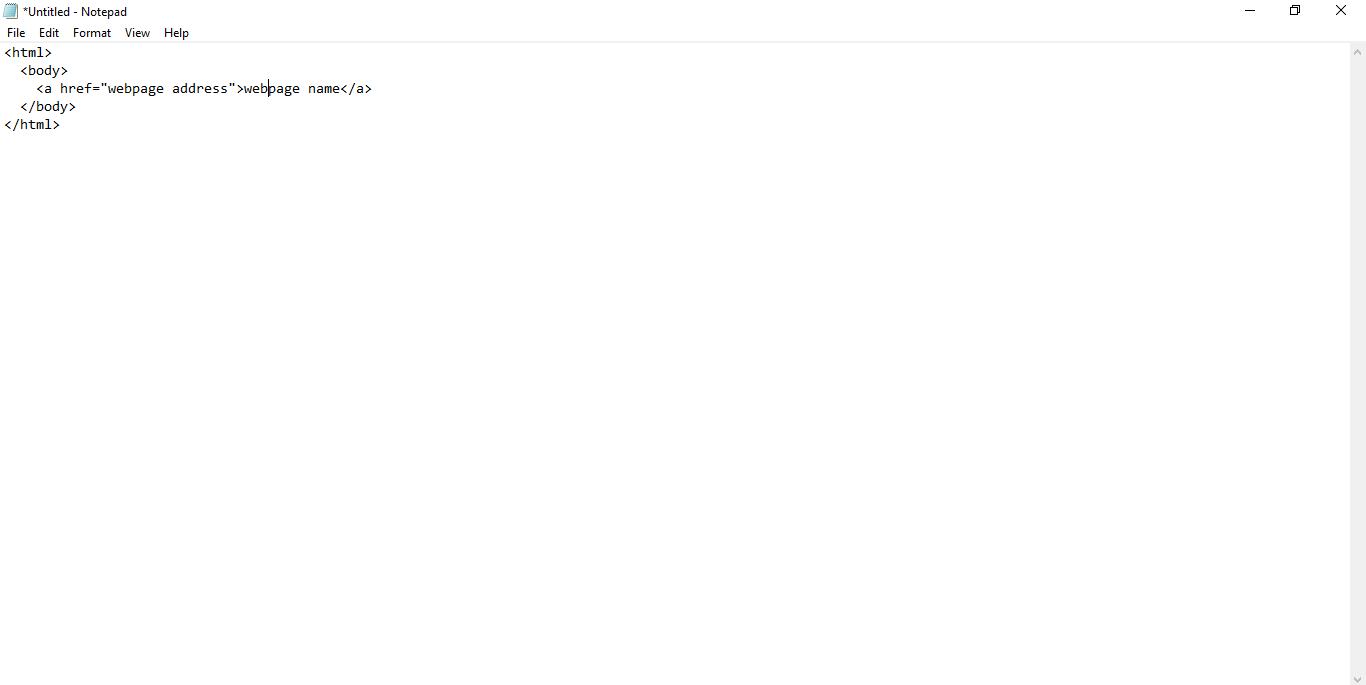 *Untitled - Notepad
File Edit Format View Help
<html>
  <body>
    <a href="webpage address">webpage name</a>
  </body>
</html>